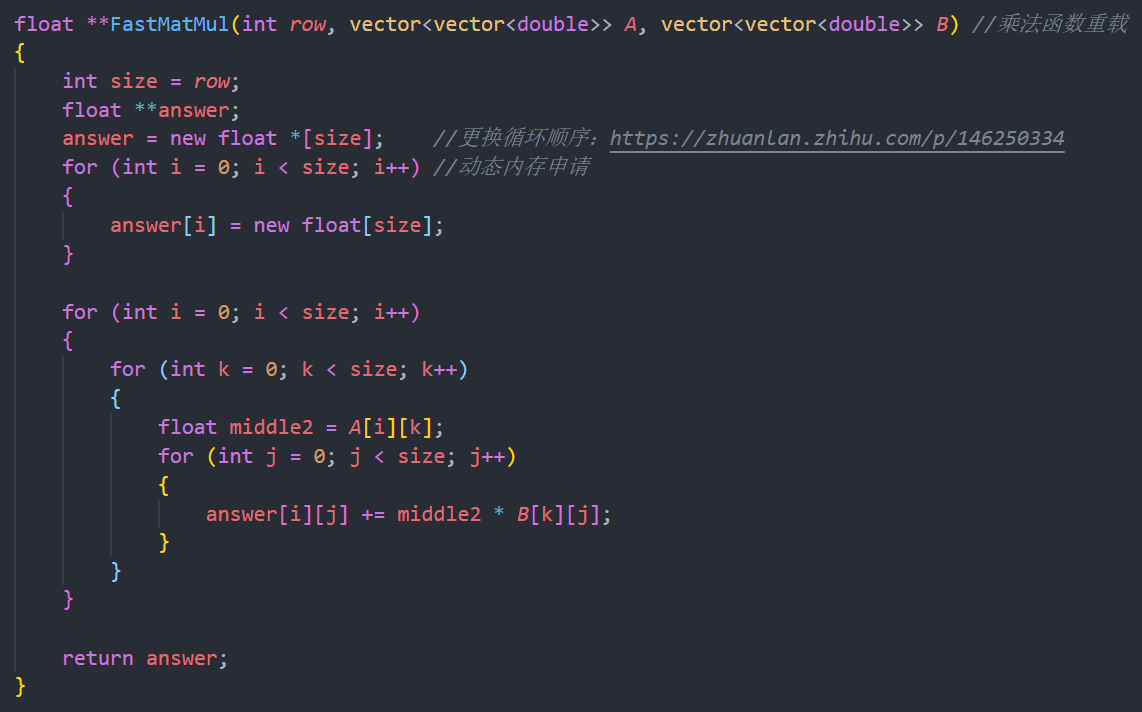 float **FastMatMul(int row, vector<vector<double>> A, vector<vector<double>> B) //乘法函数重载
{
    int size = row;
    float **answer;
    answer = new float *[size];    //更换循环顺序：https://zhuanlan.zhihu.com/p/146250334
    for (int i = 0; i < size; i++) //动态内存申请
    {
        answer[i] = new float[size];
    }
    for (int i = 0; i < size; i++)
    {
        for (int k = 0; k < size; k++)
        {
            float middle2 = A[i][k];
            for (int j = 0; j < size; j++)
            {
                answer[i][j] += middle2 * B[k][j];
            }
        }
    }
    return answer;
}